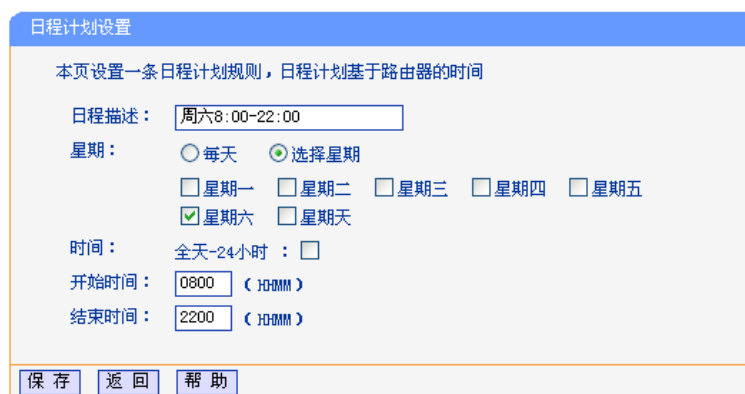 日程计划设置
本页设置一条日程计划规则，日程计划基于路由器的时间
日程描述： 周六8:00-22:00
星期： 每天 选择星期
星期一 星期二 星期三 星期四 星期五
星期六 星期天
时间： 全天-24小时 ：
开始时间： 0800 （HHMM）
结束时间： 2200 （HHMM）
保 存 返 回 帮 助